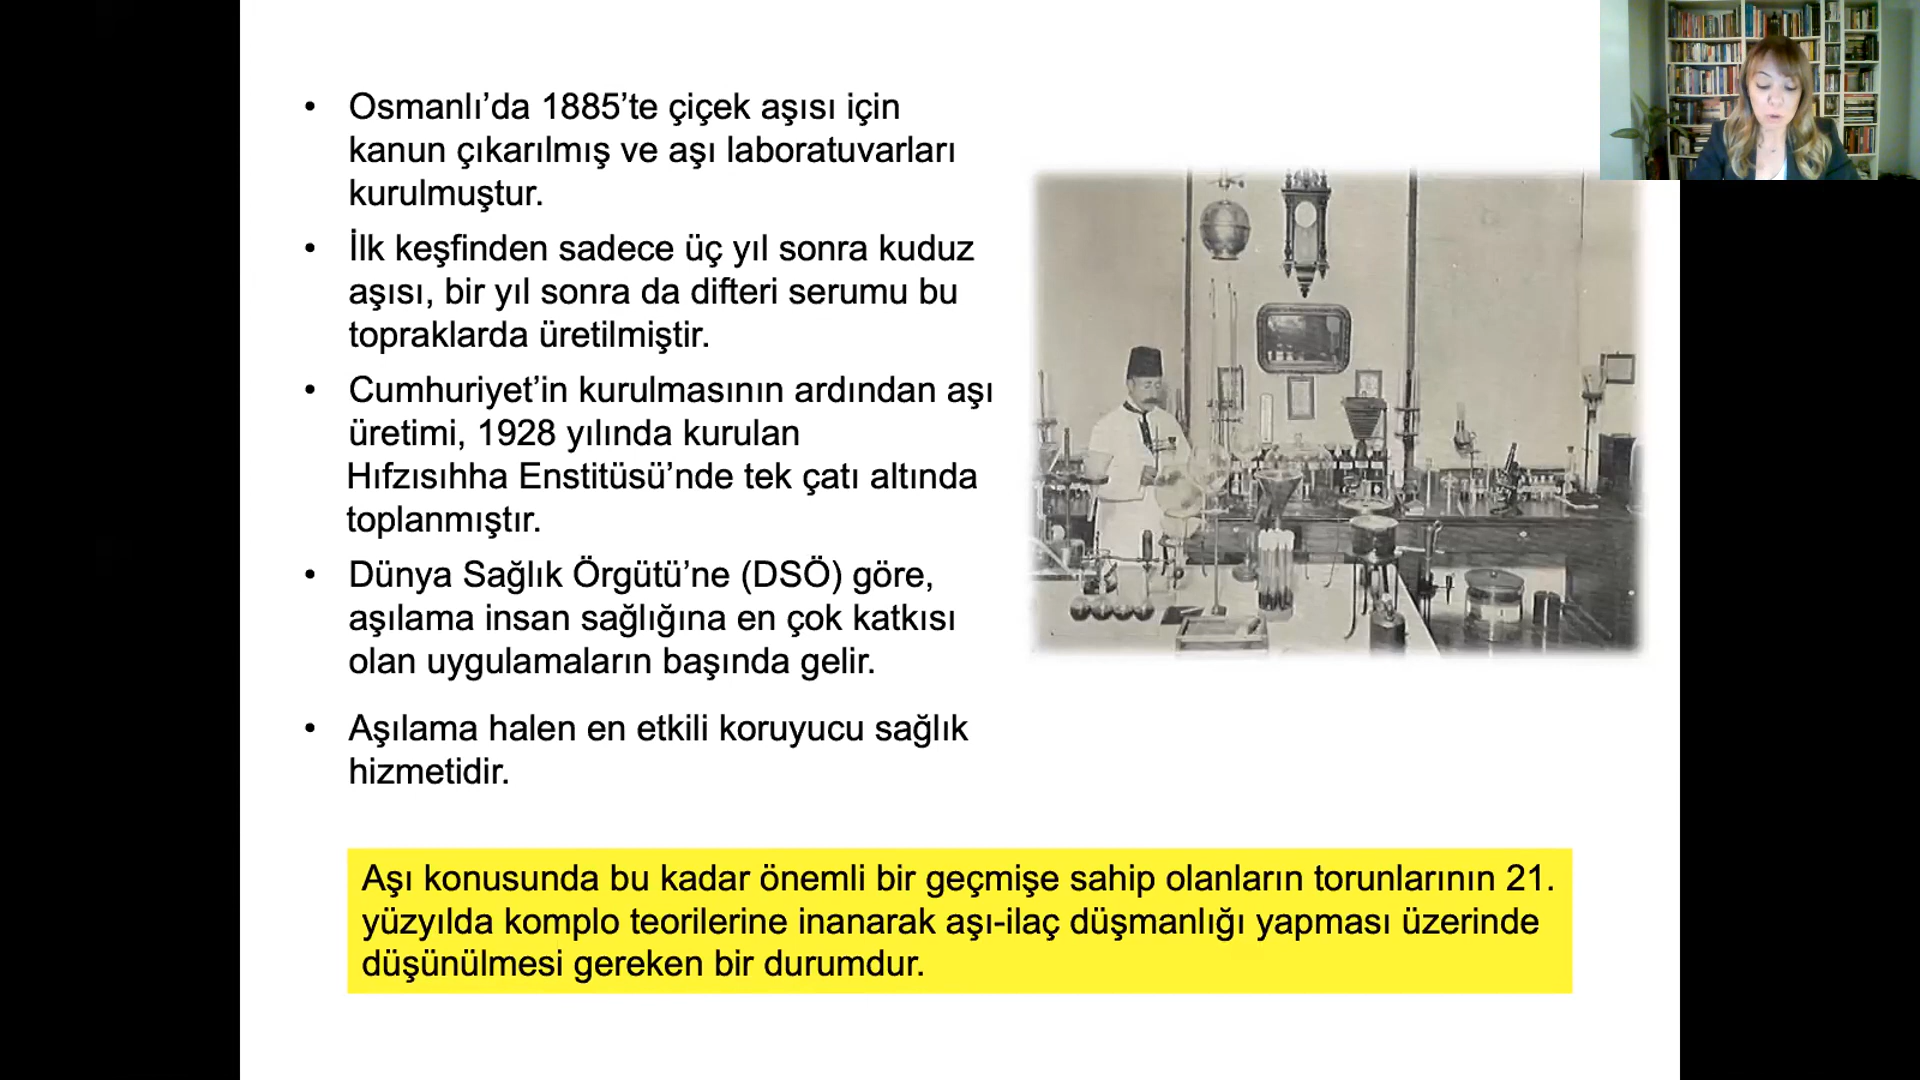 • Osmanlı’da 1885’te çiçek aşısı için
kanun çıkarılmış ve aşı laboratuvarları
kurulmuştur.
• İlk keşfinden sadece üç yıl sonra kuduz
aşısı, bir yıl sonra da difteri serumu bu
topraklarda üretilmiştir.
• Cumhuriyet’in kurulmasının ardından aşı
üretimi, 1928 yılında kurulan
Hıfzısıhha Enstitüsü’nde tek çatı altında
toplanmıştır.
• Dünya Sağlık Örgütü’ne (DSÖ) göre,
aşılama insan sağlığına en çok katkısı
olan uygulamaların başında gelir.
• Aşılama halen en etkili koruyucu sağlık
hizmetidir.
Aşı konusunda bu kadar önemli bir geçmişe sahip olanların torunlarının 21.
yüzyılda komplo teorilerine inanarak aşı-ilaç düşmanlığı yapması üzerinde
düşünülmesi gereken bir durumdur.